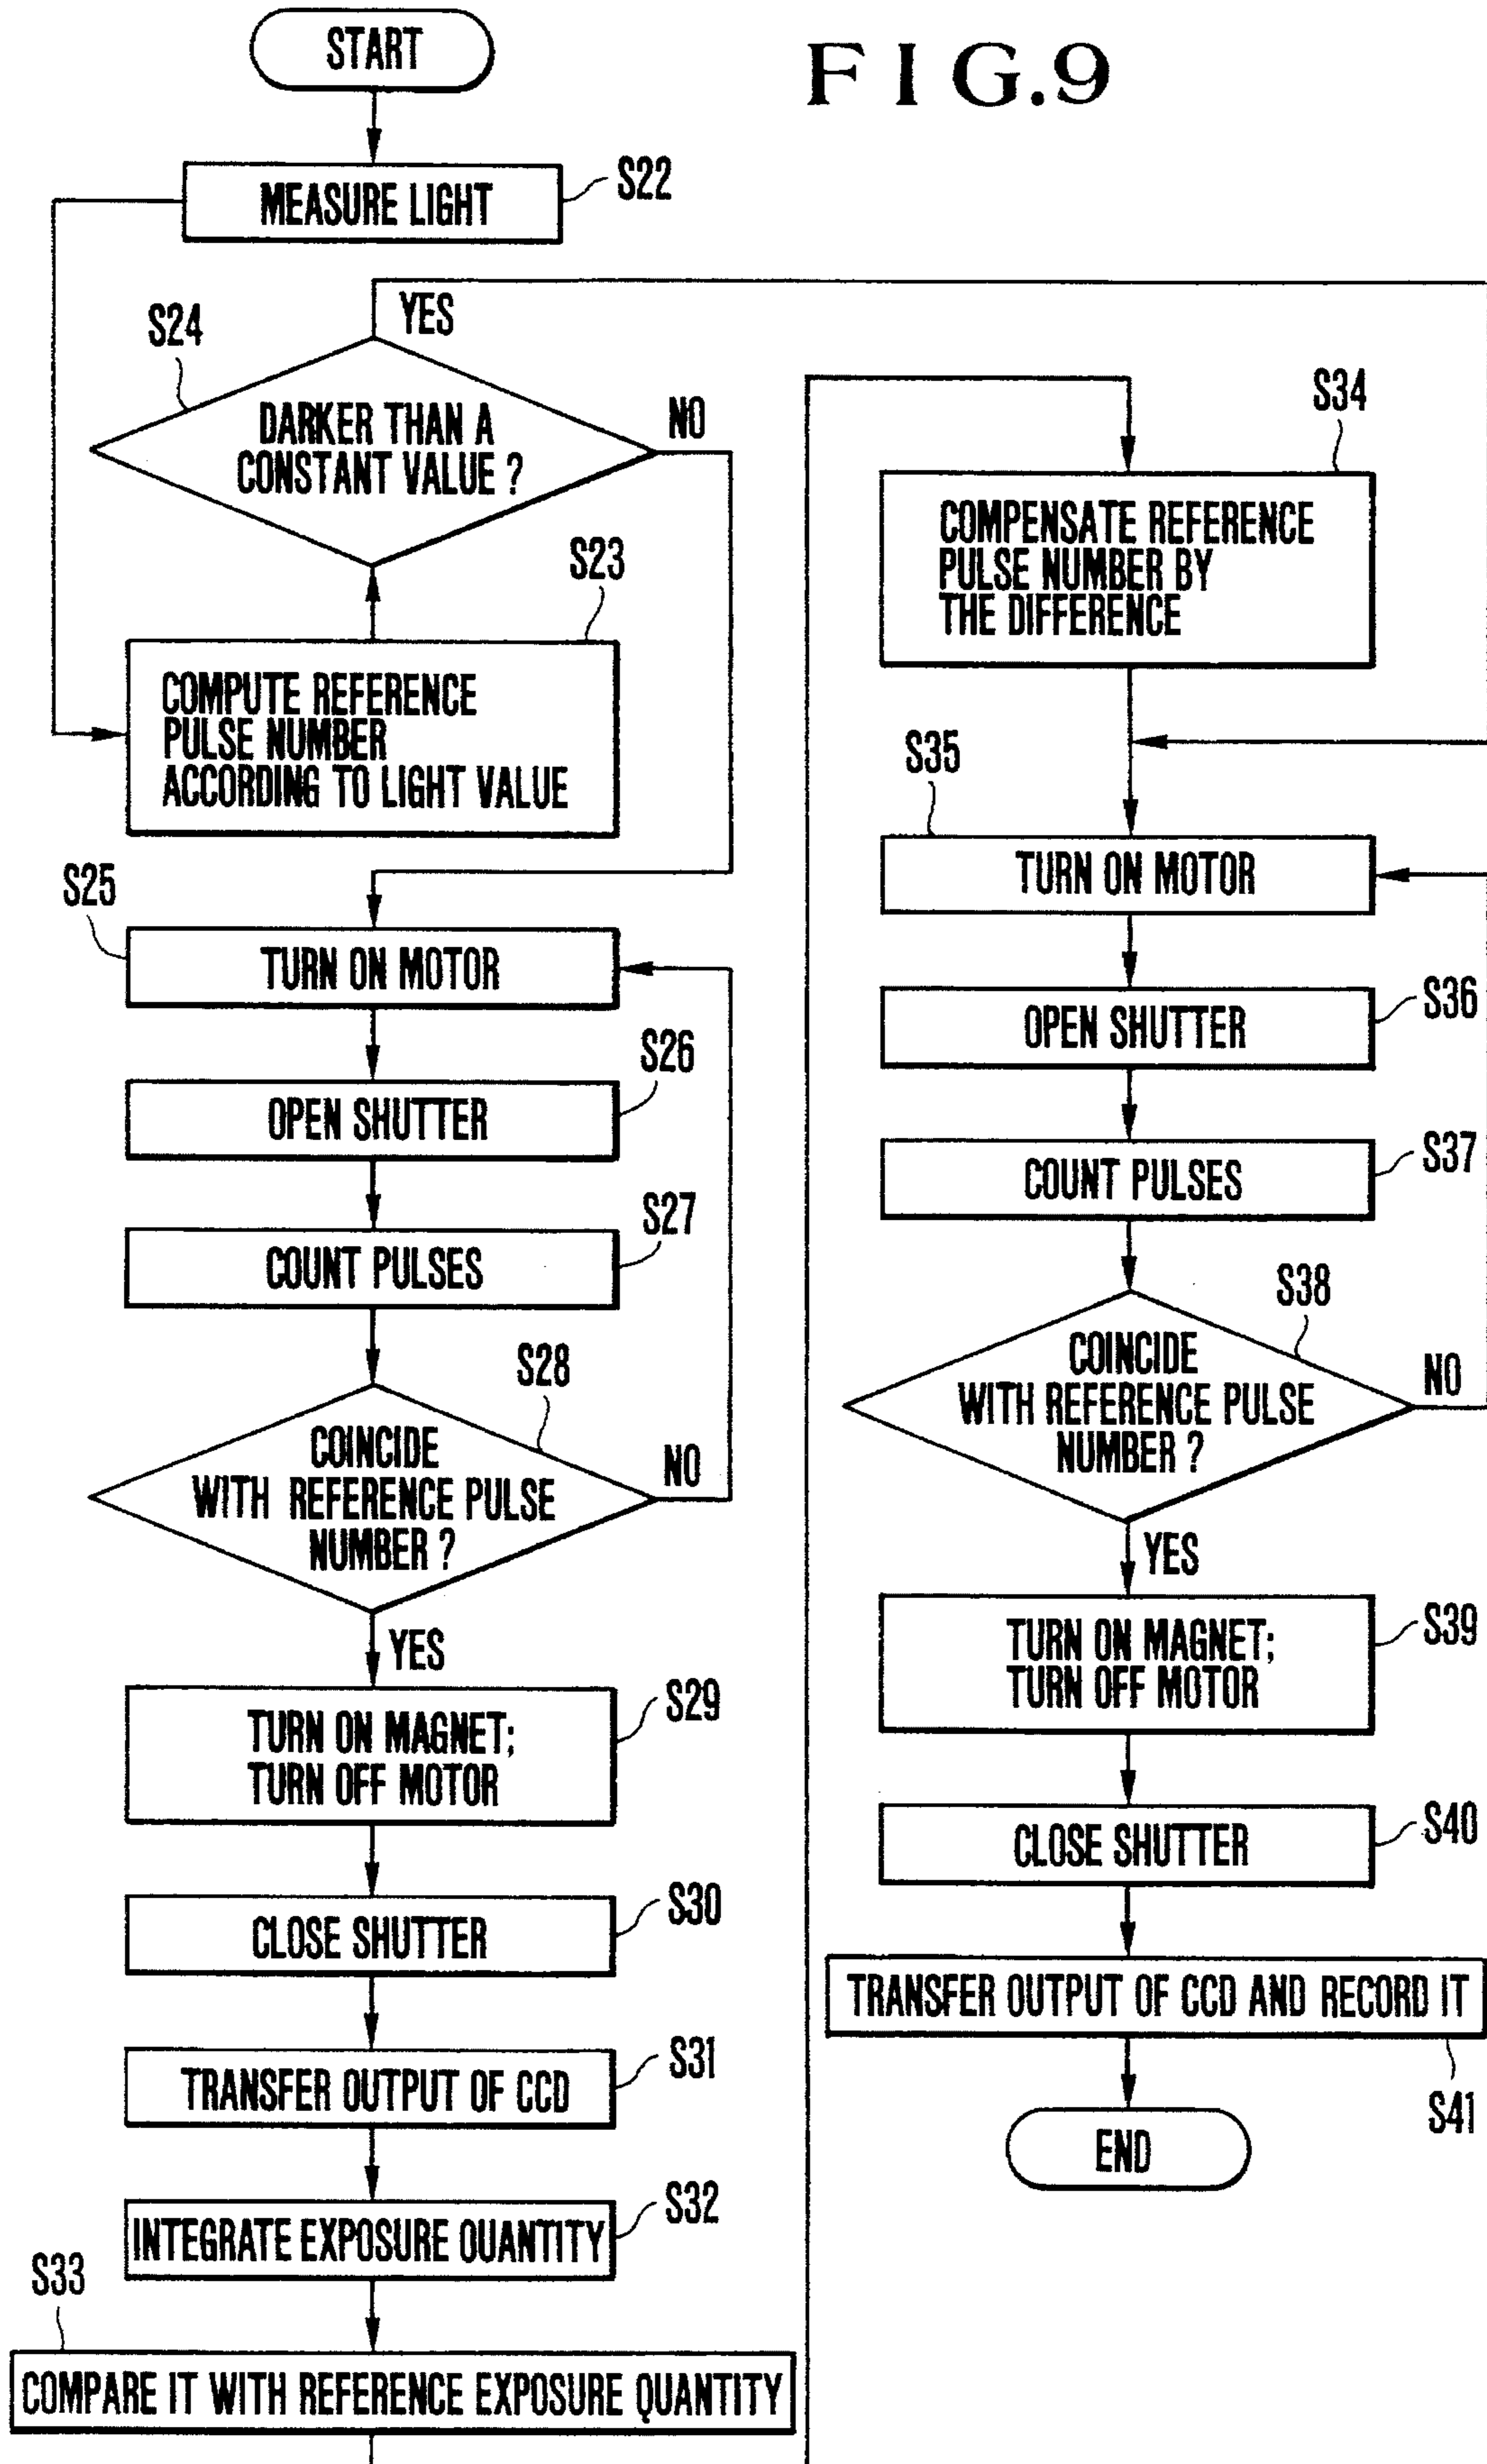 FIG.9
START
MEASURE LIGHT
S22
YES
S24
DARKER THAN A
CONSTANT VALUE ?
NO
S23
COMPUTE REFERENCE
PULSE NUMBER
ACCORDING TO LIGHT VALUE
S25
TURN ON MOTOR
S26
OPEN SHUTTER
S27
COUNT PULSES
S28
COINCIDE
WITH REFERENCE PULSE
NUMBER ?
NO
YES
S29
TURN ON MAGNET;
TURN OFF MOTOR
S30
CLOSE SHUTTER
S31
TRANSFER OUTPUT OF CCD
S32
INTEGRATE EXPOSURE QUANTITY
S33
COMPARE IT WITH REFERENCE EXPOSURE QUANTITY
S34
COMPENSATE REFERENCE
PULSE NUMBER BY
THE DIFFERENCE
S35
TURN ON MOTOR
S36
OPEN SHUTTER
S37
COUNT PULSES
S38
COINCIDE
WITH REFERENCE PULSE
NUMBER ?
NO
YES
S39
TURN ON MAGNET;
TURN OFF MOTOR
S40
CLOSE SHUTTER
TRANSFER OUTPUT OF CCD AND RECORD IT
S41
END